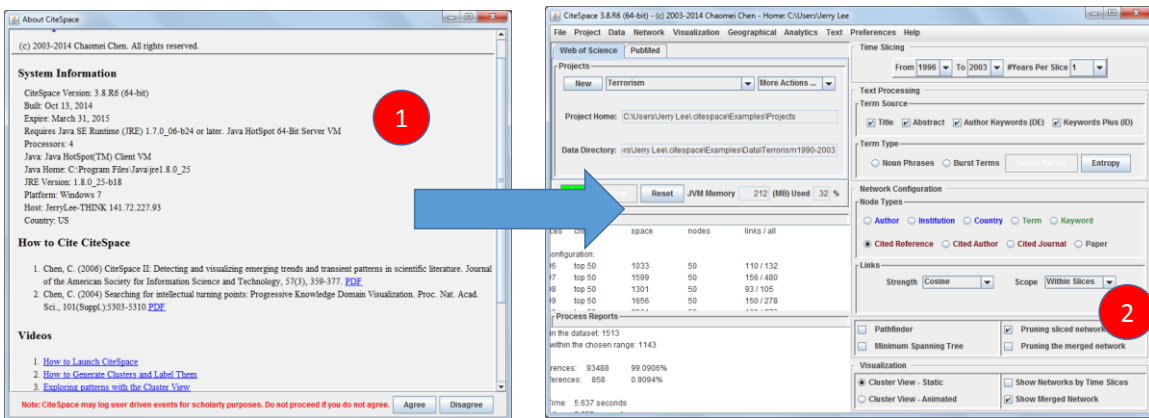 About CiteSpace
(c) 2003-2014 Chaomei Chen. All rights reserved.
System Information
CiteSpace Version: 3.8.R6 (64-bit)
Built: Oct 13, 2014
Expire: March 31, 2015
Requires Java SE Runtime (JRE) 1.7.0_06-b24 or later. Java HotSpot 64-Bit Server VM
Processors: 4
Java: Java HotSpot(TM) Client VM
Java Home: C:\Program Files\Java\jre1.8.0_25
JRE Version: 1.8.0_25-b18
Platform: Windows 7
Host: JerryLee-THINK 141.72.227.93
Country: US
How to Cite CiteSpace
1. Chen, C. (2006) CiteSpace II: Detecting and visualizing emerging trends and transient patterns in scientific literature. Journal
of the American Society for Information Science and Technology, 57(3), 359-377. PDF
2. Chen, C. (2004) Searching for intellectual turning points: Progressive Knowledge Domain Visualization. Proc. Nat. Acad.
Sci., 101(Suppl.):5303-5310.PDF
Videos
1. How to Launch CiteSpace
2. How to Generate Clusters and Label Them
3. Exploring patterns with the Cluster View
Note: CiteSpace may log user driven events for scholarly purposes. Do not proceed if you do not agree. Agree Disagree
1
CiteSpace 3.8.R6 (64-bit) - (c) 2003-2014 Chaomei Chen - Home: C:\Users\Jerry Lee
File Project Data Network Visualization Geographical Analytics Text Preferences Help
Web of Science PubMed
Projects
New Terrorism More Actions ...
Project Home: C:\Users\Jerry Lee\.citespace\Examples\Projects
Data Directory: rs\Jerry Lee\.citespace\Examples\Data\Terrorism1990-2003
Reset JVM Memory 212 (MB) Used 32 %
space nodes links / all
onfiguration:
6 top 50 1033 50 110 / 132
7 top 50 1599 50 156 / 480
8 top 50 1301 50 93 / 105
9 top 50 1656 50 150 / 278
Process Reports
in the dataset: 1513
within the chosen range: 1143
rences: 93488 99.0906%
ferences: 858 0.9094%
ime: 5.637 seconds
Time Slicing
From 1996 To 2003 #Years Per Slice 1
Text Processing
Term Source
Title Abstract Author Keywords (DE) Keywords Plus (ID)
Term Type
Noun Phrases Burst Terms Entropy
Network Configuration
Node Types
Author Institution Country Term Keyword
Cited Reference Cited Author Cited Journal Paper
Links
Strength Cosine Scope Within Slices
2
Pathfinder Pruning sliced network
Minimum Spanning Tree Pruning the merged network
Visualization
Cluster View - Static Show Networks by Time Slices
Cluster View - Animated Show Merged Network